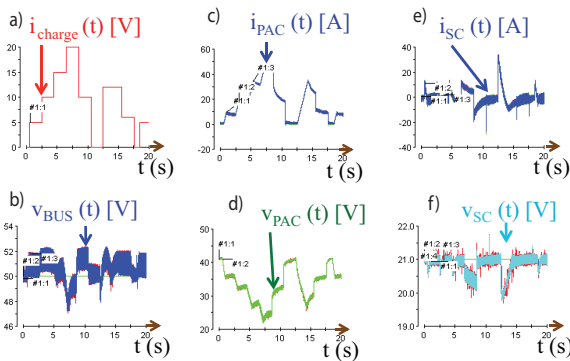 a) i_charge (t) [V]
20
15
10
#1:1
5
0
0 5 10 15 20
t (s)
c) i_PAC (t) [A]
60
#1:3
40
#1:2
#1:1
20
0
-20
0 5 10 15 20
t (s)
e) i_SC (t) [A]
40
20
#1:2
#1:1 #1:3
0
-20
-40
0 5 10 15 20
t (s)
b) v_BUS (t) [V]
54
52
#1:2
#1:3
50
#1:1
48
46
0 5 10 15 20
t (s)
d) v_PAC (t) [V]
#1:1
40
#1:2
30
20
0 5 10 15 20
t (s)
f) v_SC (t) [V]
22.0
#1:2 #1:3
21.0
#1:4
#1:1
20.0
19.0
0 5 10 15 20
t (s)